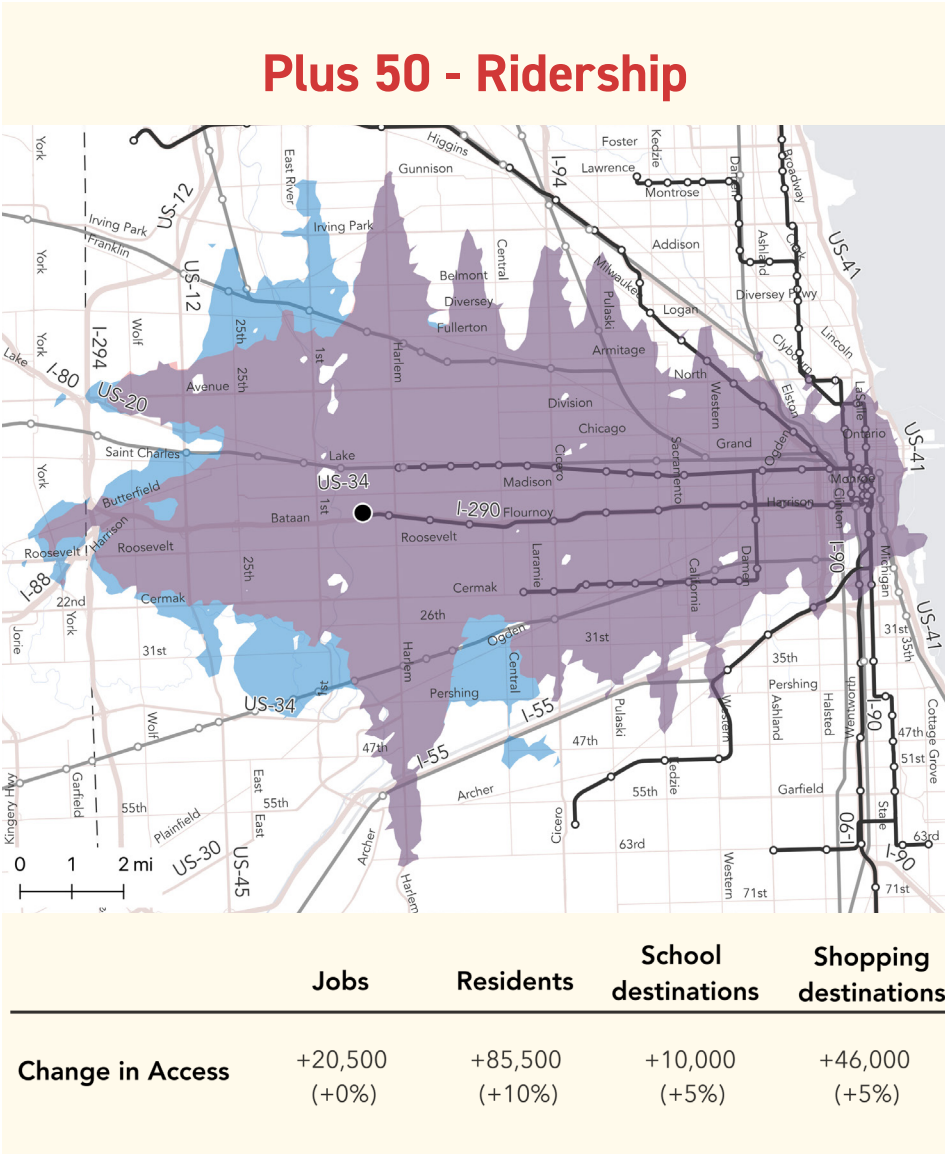 Plus 50 - Ridership
York
East River
Higgins
Gunnison
I-94
Foster
Kedzie
Lawrence
Montrose
Damen
Broadway
US-12
Irving Park
Franklin
Irving Park
Addison
Ashland
Clark
US-41
York
US-12
Central
Belmont
Milwaukee
Diversey
Diversey Pkwy
Pulaski
Logan
Fullerton
York
I-294
Wolf
25th
1st
Harlem
Armitage
Clybourn
Lincoln
Lake
I-80
US-20
Avenue
25th
North
Western
Elston
LaSalle
Division
Chicago
Grand
Ogden
Ontario
US-41
Saint Charles
Lake
Cicero
Sacramento
York
US-34
Madison
Monroe
Butterfield
1st
I-290
Flournoy
Harrison
Clinton
Bataan
Harrison
Roosevelt
Roosevelt
Roosevelt
I-88
25th
Laramie
Damen
I-90
Michigan
Cermak
California
22nd
York
Cermak
26th
Jorie
31st
Ogden
31st
31st
35th
US-41
35th
Harlem
Central
1st
Pershing
Pershing
US-34
I-55
Pulaski
Western
Ashland
Halsted
Wentworth
I-90
Cottage Grove
Wolf
47th
I-55
47th
47th
51st
Kingery Hwy
Garfield
East
55th
Archer
55th
Kedzie
Garfield
55th
Plainfield
East
Archer
Cicero
63rd
I-90
State
63rd
I-90
0 1 2 mi
US-30
US-45
Harlem
Western
71st
71st
Jobs
Residents
School
destinations
Shopping
destinations
Change in Access
+20,500
(+0%)
+85,500
(+10%)
+10,000
(+5%)
+46,000
(+5%)